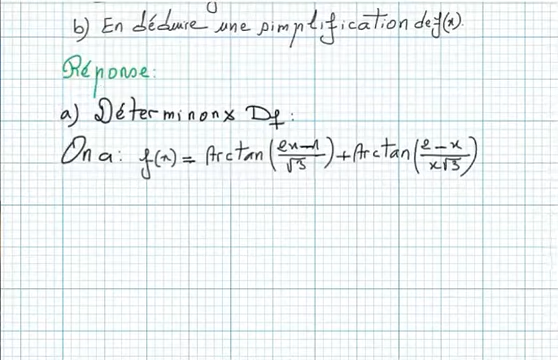 b) En déduire une simplification de f(x).
Réponse:
a) Déterminons Df:
On a: f(x) = Arctan(2x-1/√3) + Arctan(2-x/x√3)